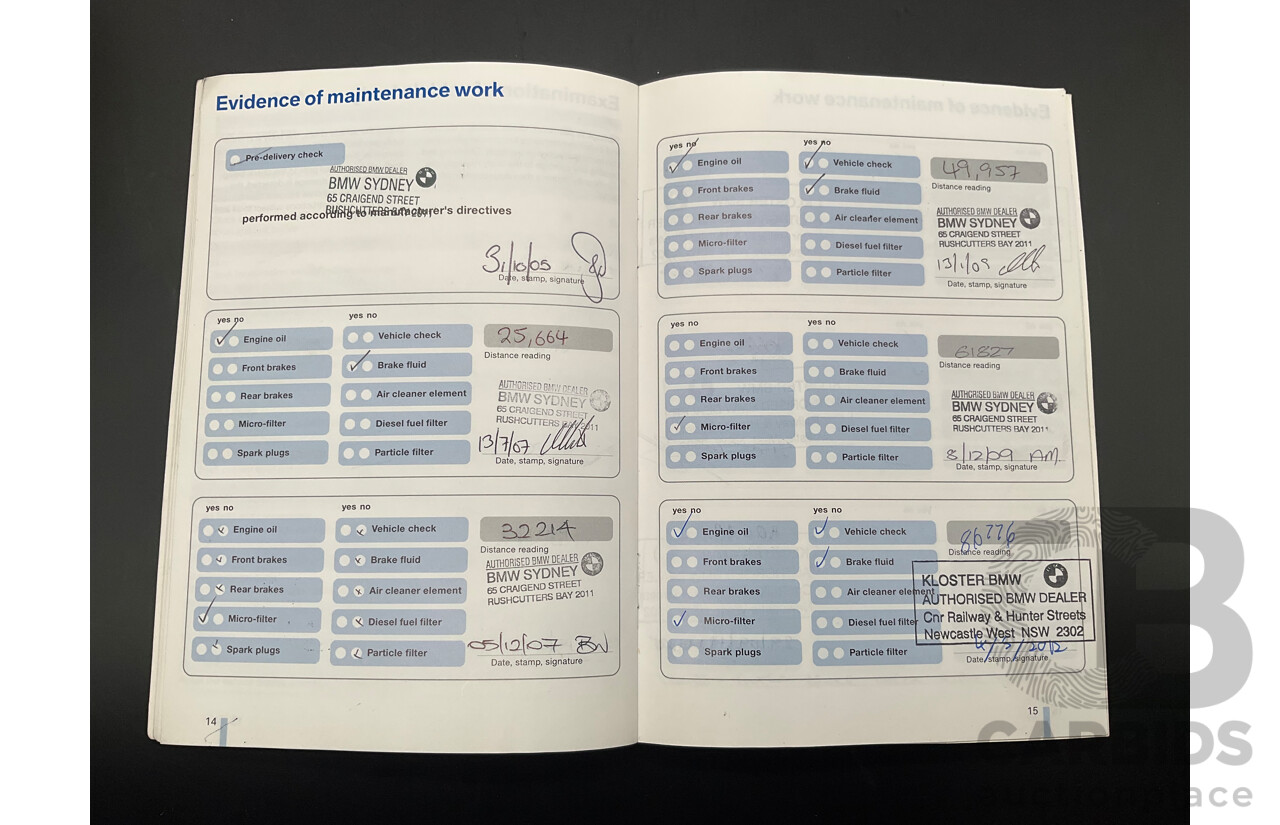 Evidence of maintenance work
Pre-delivery check
AUTHORISED BMW DEALER
BMW SYDNEY
65 CRAIGEND STREET
RUSHCUTTERS BAY 2011
performed according to manufacturer's directives
31/10/05
Date, stamp, signature
yes no yes no
Engine oil Vehicle check 25,664
Distance reading
Front brakes Brake fluid
Rear brakes Air cleaner element
AUTHORISED BMW DEALER
BMW SYDNEY
65 CRAIGEND STREET
RUSHCUTTERS BAY 2011
Micro-filter Diesel fuel filter
13/7/07
Spark plugs Particle filter
Date, stamp, signature
yes no yes no
Engine oil Vehicle check 32214
Distance reading
Front brakes Brake fluid
AUTHORISED BMW DEALER
BMW SYDNEY
65 CRAIGEND STREET
RUSHCUTTERS BAY 2011
Rear brakes Air cleaner element
Micro-filter Diesel fuel filter
05/12/07
Spark plugs Particle filter
Date, stamp, signature
14
yes no yes no
Engine oil Vehicle check 49,957
Distance reading
Front brakes Brake fluid
Rear brakes Air cleaner element
AUTHORISED BMW DEALER
BMW SYDNEY
65 CRAIGEND STREET
RUSHCUTTERS BAY 2011
Micro-filter Diesel fuel filter
13/1/09
Spark plugs Particle filter
Date, stamp, signature
yes no yes no
Engine oil Vehicle check 61827
Distance reading
Front brakes Brake fluid
Rear brakes Air cleaner element
AUTHORISED BMW DEALER
BMW SYDNEY
65 CRAIGEND STREET
RUSHCUTTERS BAY 2011
Micro-filter Diesel fuel filter
8/12/09 AM
Spark plugs Particle filter
Date, stamp, signature
yes no yes no
Engine oil Vehicle check 86776
Distance reading
Front brakes Brake fluid
Rear brakes Air cleaner element
KLOSTER BMW
AUTHORISED BMW DEALER
Cnr Railway & Hunter Streets
Newcastle West NSW 2302
Micro-filter Diesel fuel filter
Spark plugs Particle filter
Date, stamp, signature
15
CARBIDS
auctionplace